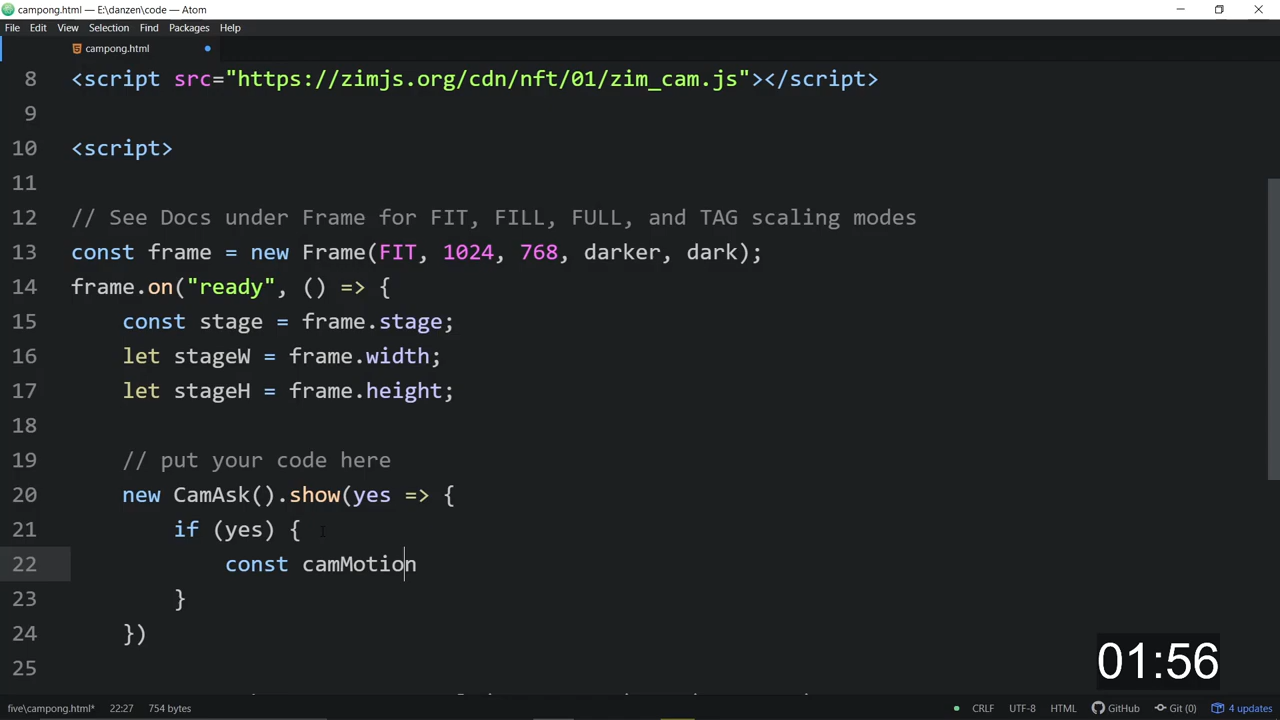 campong.html — E:\danzen\code — Atom
File Edit View Selection Find Packages Help
campong.html
8 <script src="https://zimjs.org/cdn/nft/01/zim_cam.js"></script>
9
10 <script>
11
12 // See Docs under Frame for FIT, FILL, FULL, and TAG scaling modes
13 const frame = new Frame(FIT, 1024, 768, darker, dark);
14 frame.on("ready", () => {
15 const stage = frame.stage;
16 let stageW = frame.width;
17 let stageH = frame.height;
18
19 // put your code here
20 new CamAsk().show(yes => {
21 if (yes) {
22 const camMotion
23 }
24 })
25
01:56
five\campong.html* 22:27 754 bytes CRLF UTF-8 HTML GitHub Git (0) 4 updates